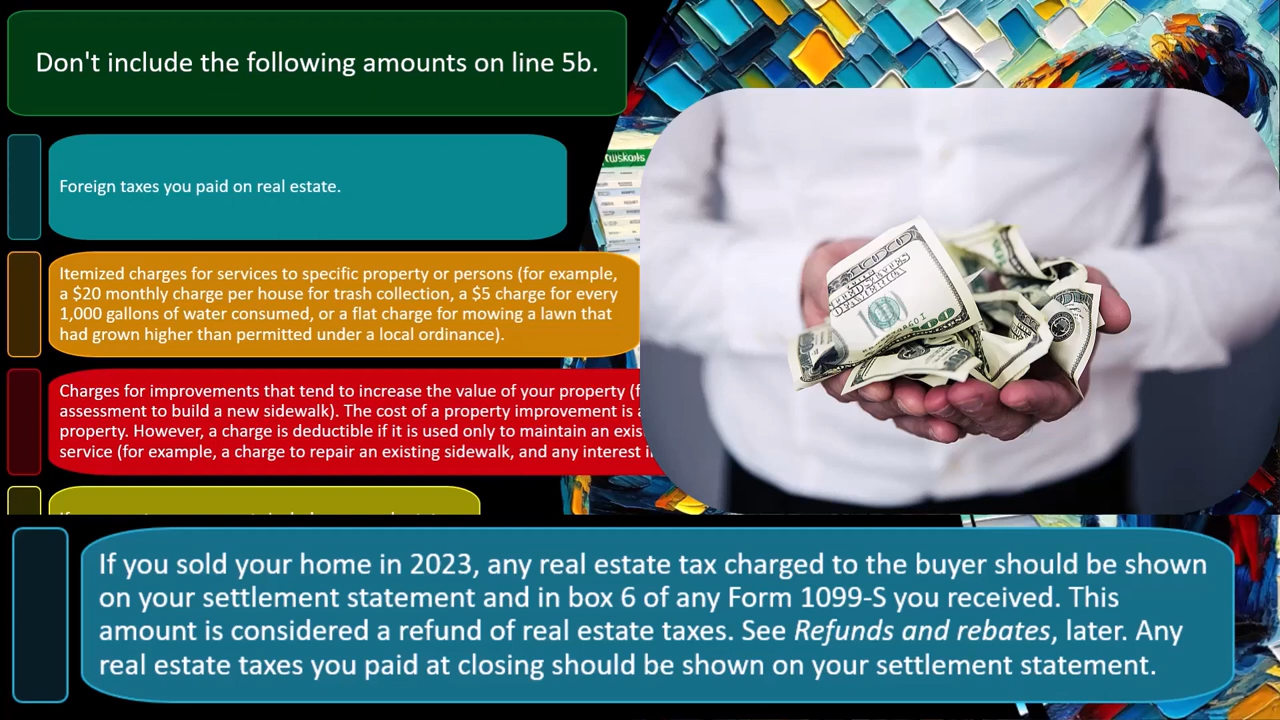 Don't include the following amounts on line 5b.
Foreign taxes you paid on real estate.
Itemized charges for services to specific property or persons (for example,
a $20 monthly charge per house for trash collection, a $5 charge for every
1,000 gallons of water consumed, or a flat charge for mowing a lawn that
had grown higher than permitted under a local ordinance).
Charges for improvements that tend to increase the value of your property (f
assessment to build a new sidewalk). The cost of a property improvement is a
property. However, a charge is deductible if it is used only to maintain an exis
service (for example, a charge to repair an existing sidewalk, and any interest i
If you sold your home in 2023, any real estate tax charged to the buyer should be shown
on your settlement statement and in box 6 of any Form 1099-S you received. This
amount is considered a refund of real estate taxes. See Refunds and rebates, later. Any
real estate taxes you paid at closing should be shown on your settlement statement.